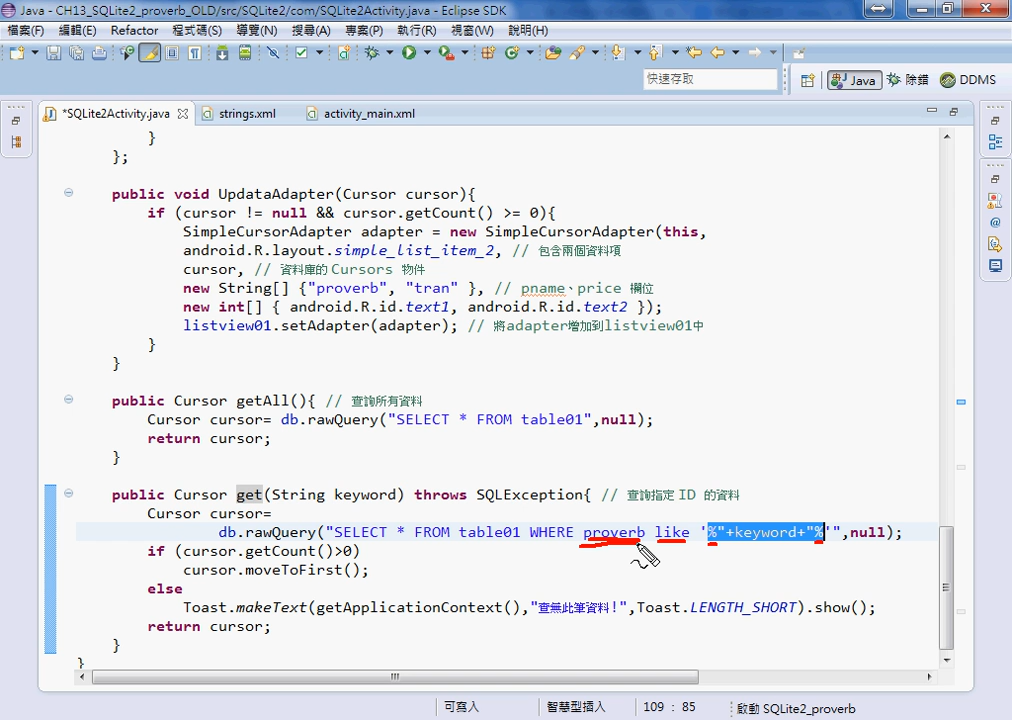 Java - CH13_SQLite2_proverb_OLD/src/SQLite2/com/SQLite2Activity.java - Eclipse SDK
檔案(F) 編輯(E) Refactor 程式碼(S) 導覽(N) 搜尋(A) 專案(P) 執行(R) 視窗(W) 說明(H)
快速存取
Java 除錯 DDMS
*SQLite2Activity.java strings.xml activity_main.xml
}
};
public void UpdataAdapter(Cursor cursor){
if (cursor != null && cursor.getCount() >= 0){
SimpleCursorAdapter adapter = new SimpleCursorAdapter(this,
android.R.layout.simple_list_item_2, // 包含兩個資料項
cursor, // 資料庫的 Cursors 物件
new String[] {"proverb", "tran" }, // pname、price 欄位
new int[] { android.R.id.text1, android.R.id.text2 });
listview01.setAdapter(adapter); // 將adapter增加到listview01中
}
}
public Cursor getAll(){ // 查詢所有資料
Cursor cursor= db.rawQuery("SELECT * FROM table01",null);
return cursor;
}
public Cursor get(String keyword) throws SQLException{ // 查詢指定 ID 的資料
Cursor cursor=
db.rawQuery("SELECT * FROM table01 WHERE proverb like '%"+keyword+"%'",null);
if (cursor.getCount()>0)
cursor.moveToFirst();
else
Toast.makeText(getApplicationContext(),"查無此筆資料!",Toast.LENGTH_SHORT).show();
return cursor;
}
}
可寫入 智慧型插入 109 : 85 啟動 SQLite2_proverb